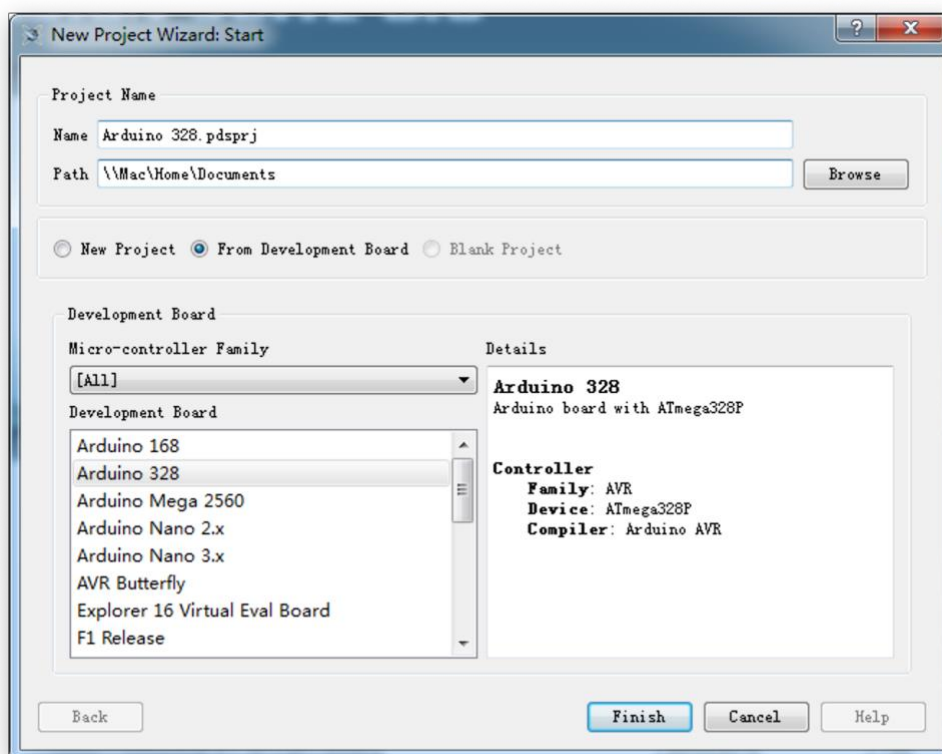 New Project Wizard: Start
Project Name
Name Arduino 328.pdsprj
Path \\Mac\Home\Documents
Browse
New Project From Development Board Blank Project
Development Board
Micro-controller Family
[All]
Development Board
Arduino 168
Arduino 328
Arduino Mega 2560
Arduino Nano 2.x
Arduino Nano 3.x
AVR Butterfly
Explorer 16 Virtual Eval Board
F1 Release
Details
Arduino 328
Arduino board with ATmega328P
Controller
Family: AVR
Device: ATmega328P
Compiler: Arduino AVR
Back Finish Cancel Help